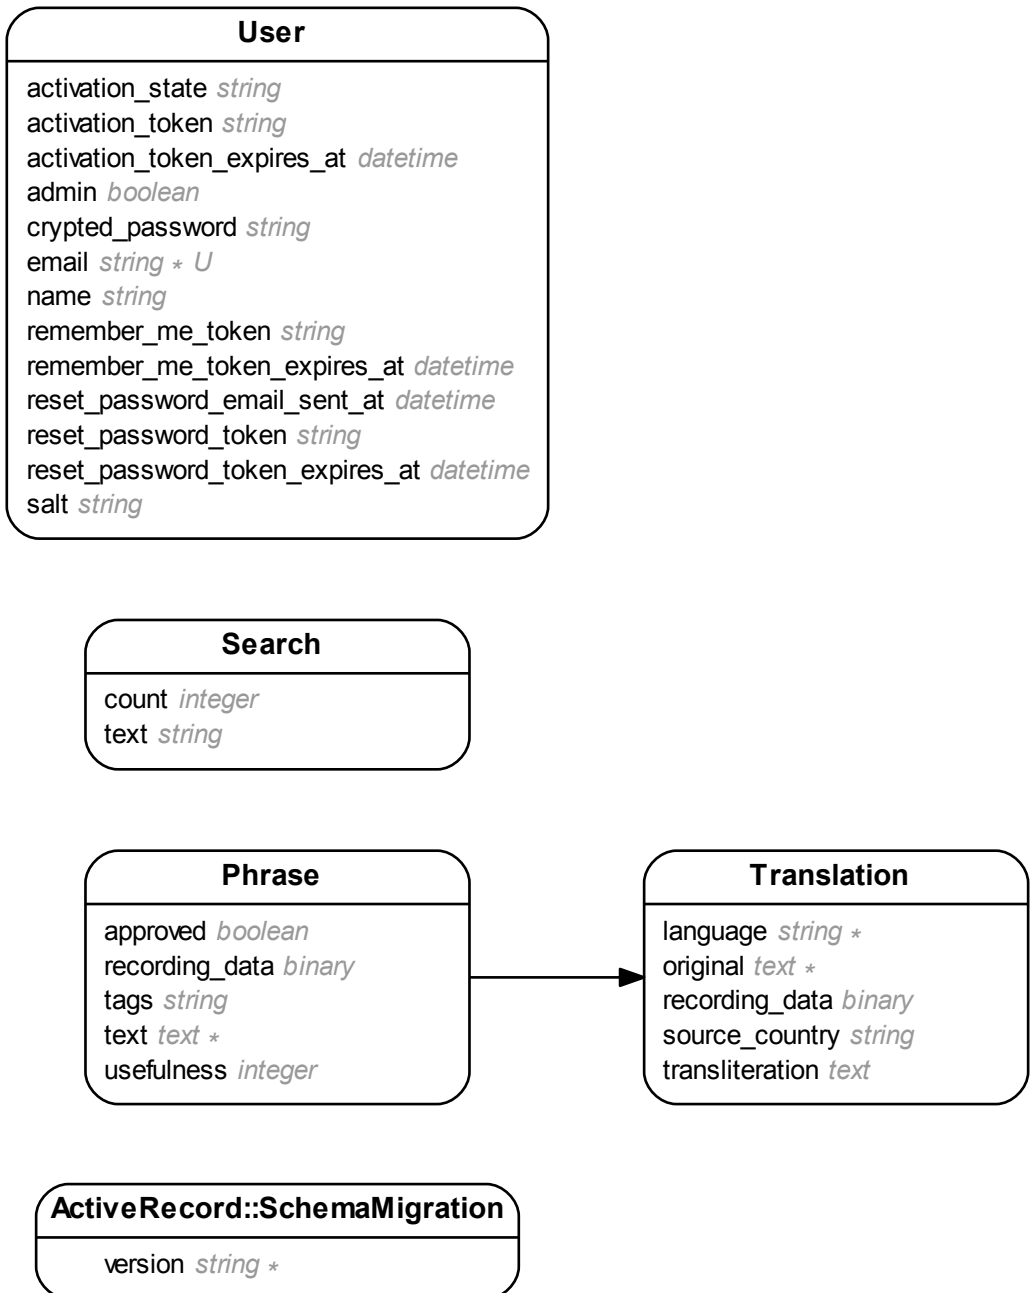 User
activation_state string
activation_token string
activation_token_expires_at datetime
admin boolean
crypted_password string
email string * U
name string
remember_me_token string
remember_me_token_expires_at datetime
reset_password_email_sent_at datetime
reset_password_token string
reset_password_token_expires_at datetime
salt string
Search
count integer
text string
Phrase
approved boolean
recording_data binary
tags string
text text *
usefulness integer
Translation
language string *
original text *
recording_data binary
source_country string
transliteration text
ActiveRecord::SchemaMigration
version string *